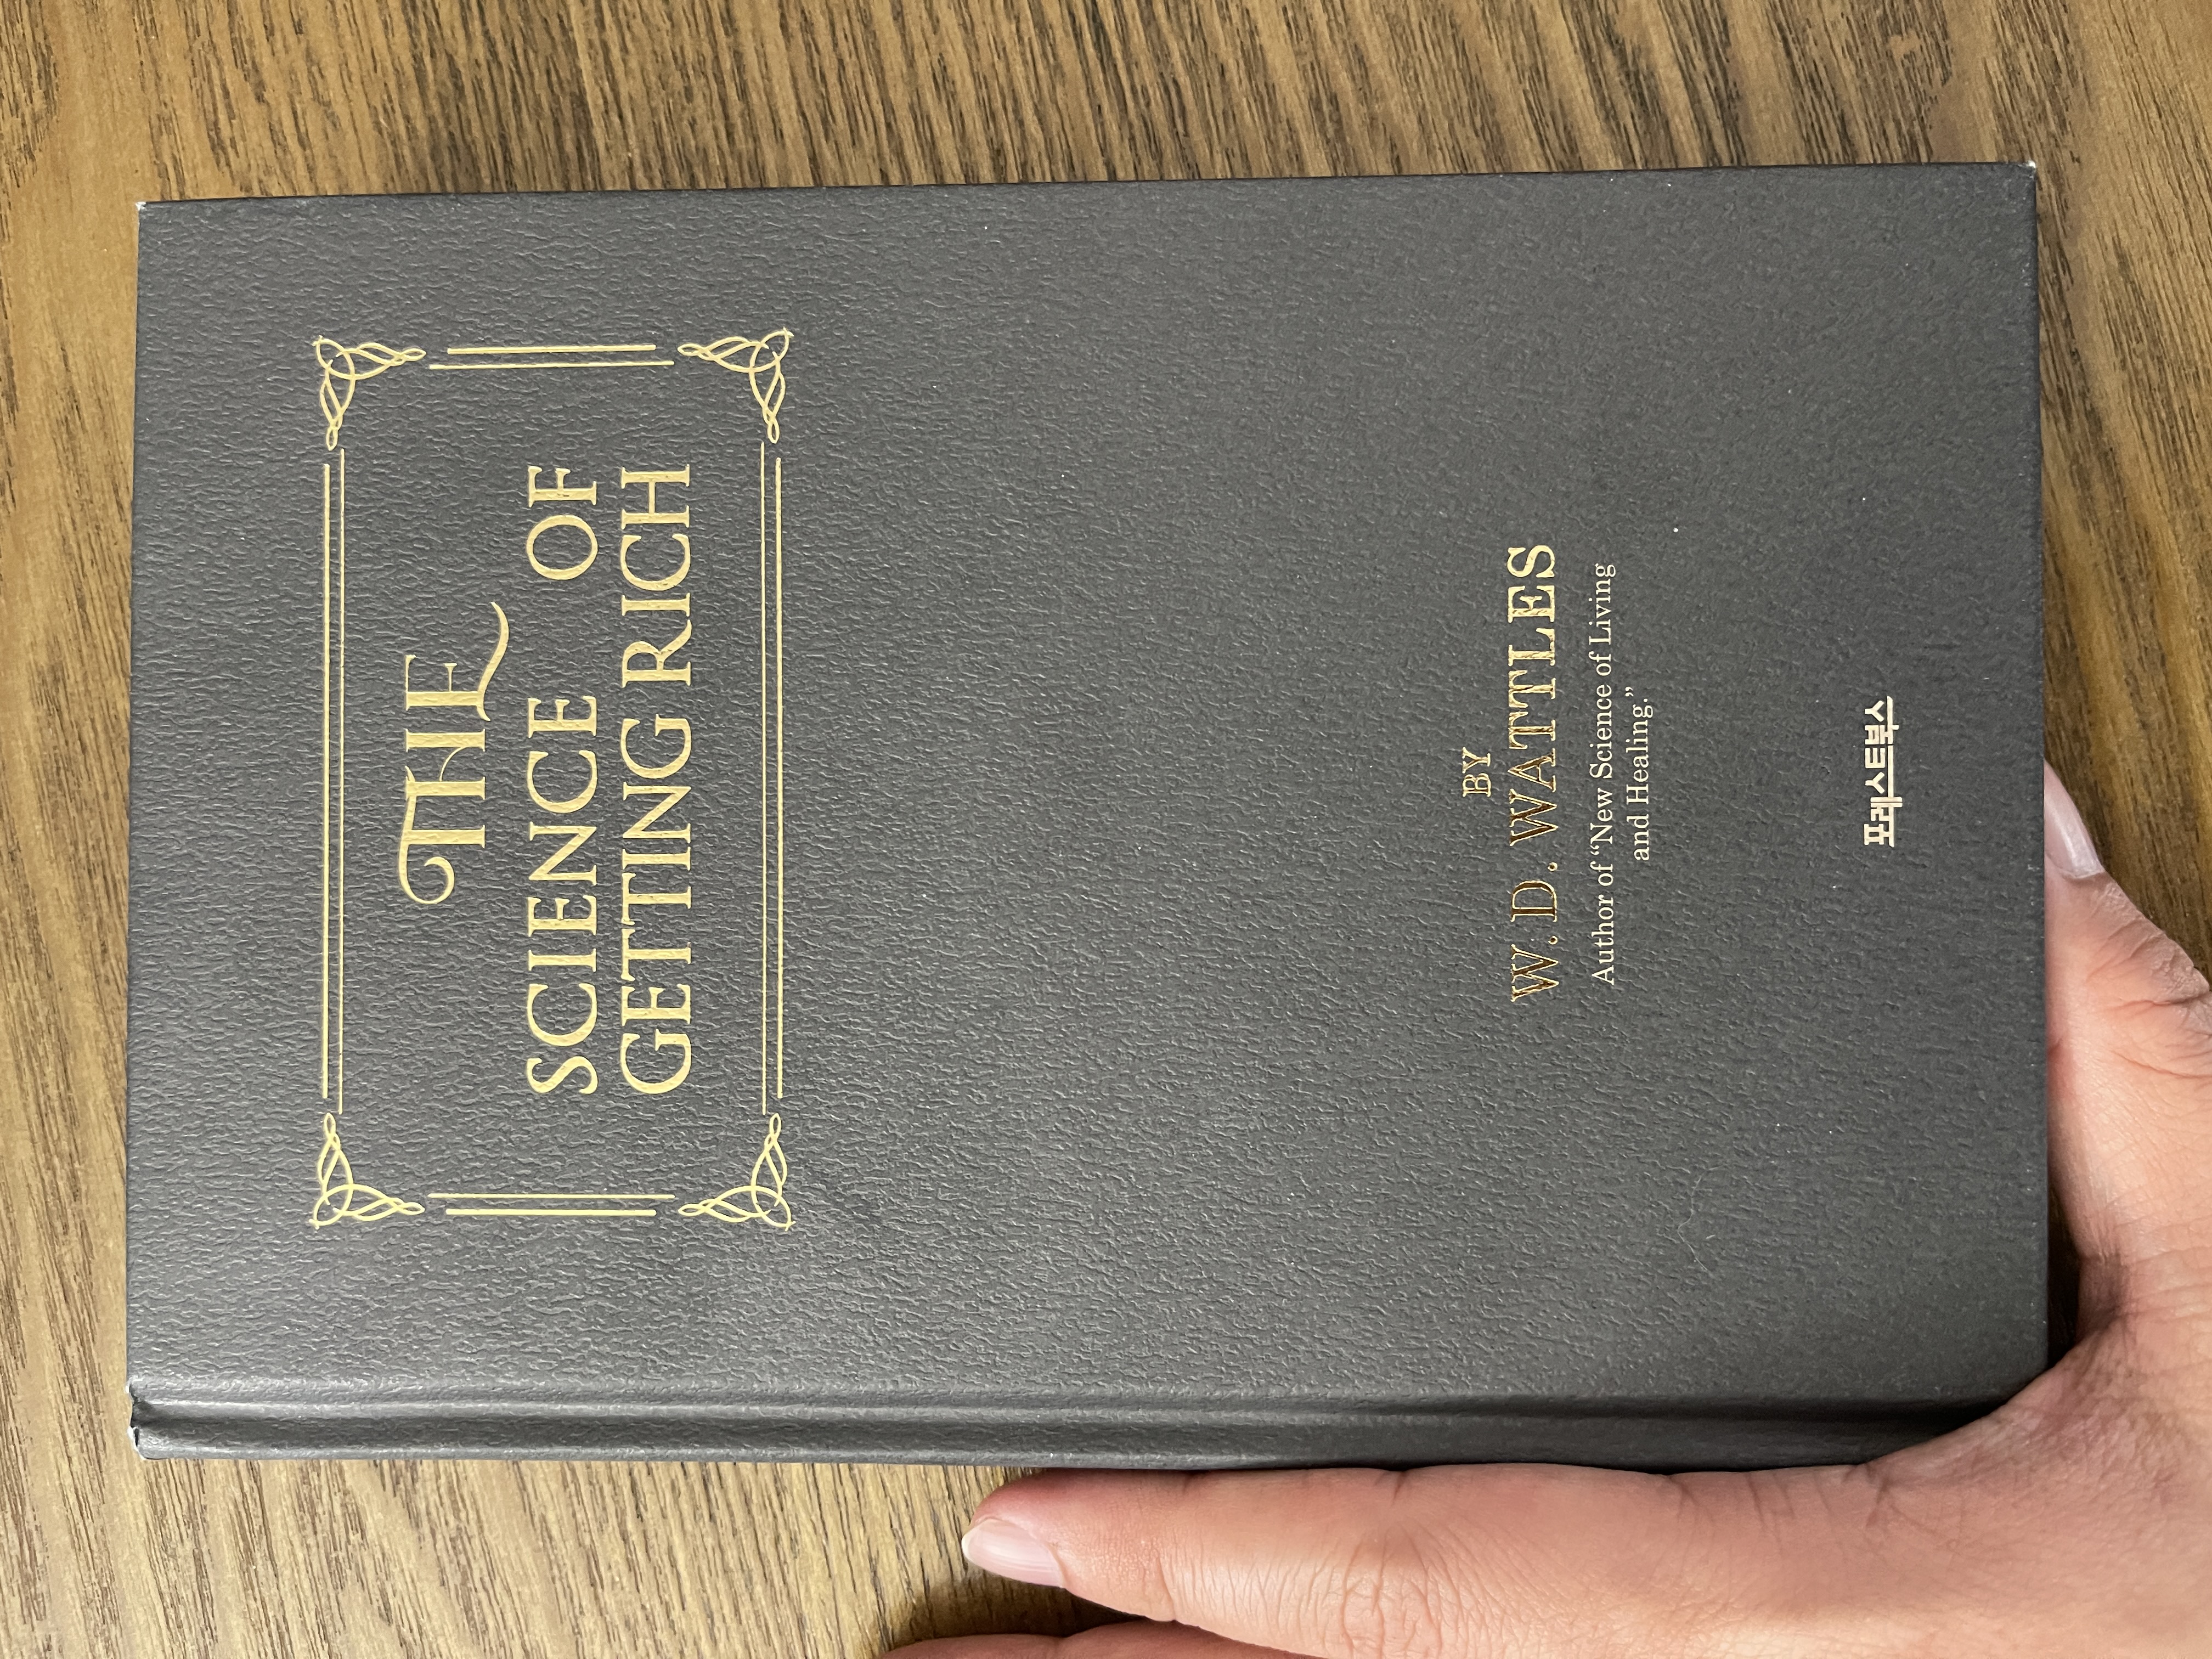 THE
SCIENCE OF
GETTING RICH
BY
W. D. WATTLES
Author of “New Science of Living
and Healing.”
포레스트북스